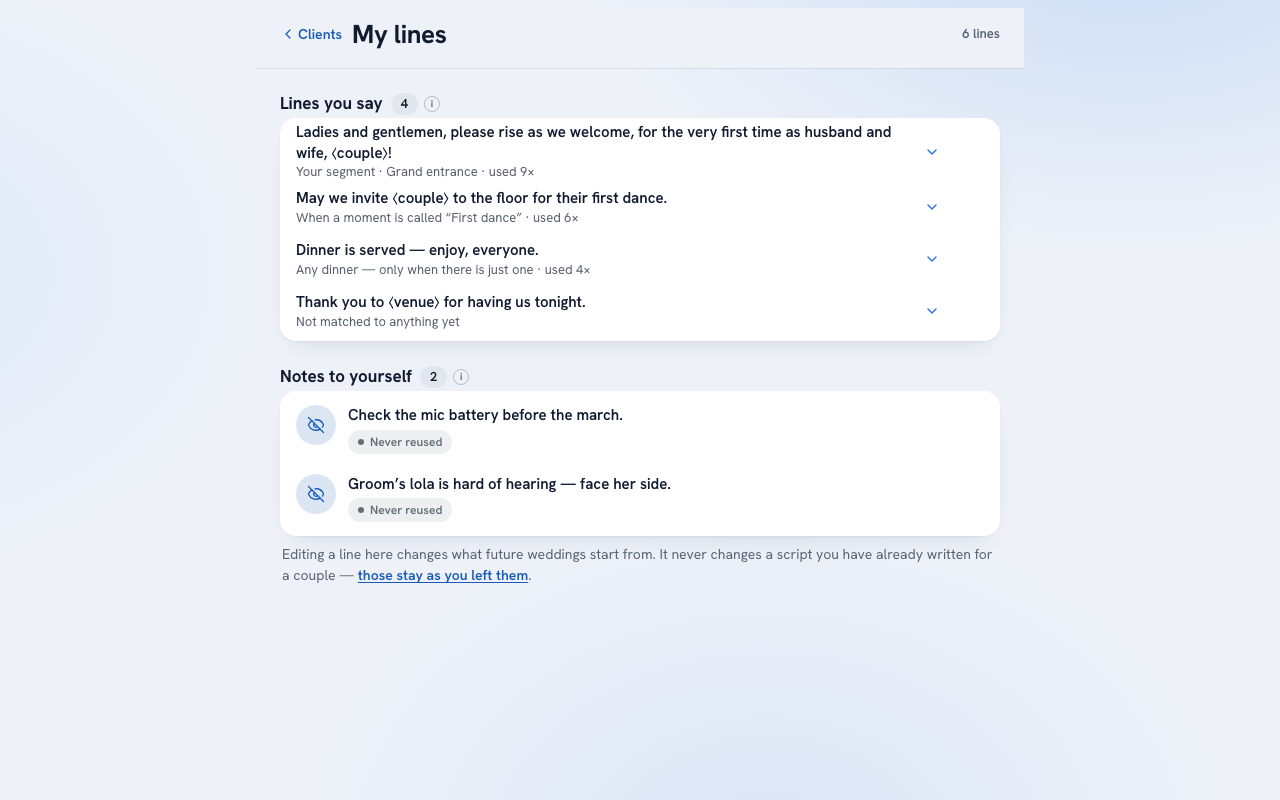 Clients
My lines
6 lines
Lines you say 4 i
Ladies and gentlemen, please rise as we welcome, for the very first time as husband and
wife, ⟨couple⟩!
Your segment · Grand entrance · used 9×
May we invite ⟨couple⟩ to the floor for their first dance.
When a moment is called “First dance” · used 6×
Dinner is served — enjoy, everyone.
Any dinner — only when there is just one · used 4×
Thank you to ⟨venue⟩ for having us tonight.
Not matched to anything yet
Notes to yourself 2 i
Check the mic battery before the march.
Never reused
Groom’s lola is hard of hearing — face her side.
Never reused
Editing a line here changes what future weddings start from. It never changes a script you have already written for
a couple — those stay as you left them.